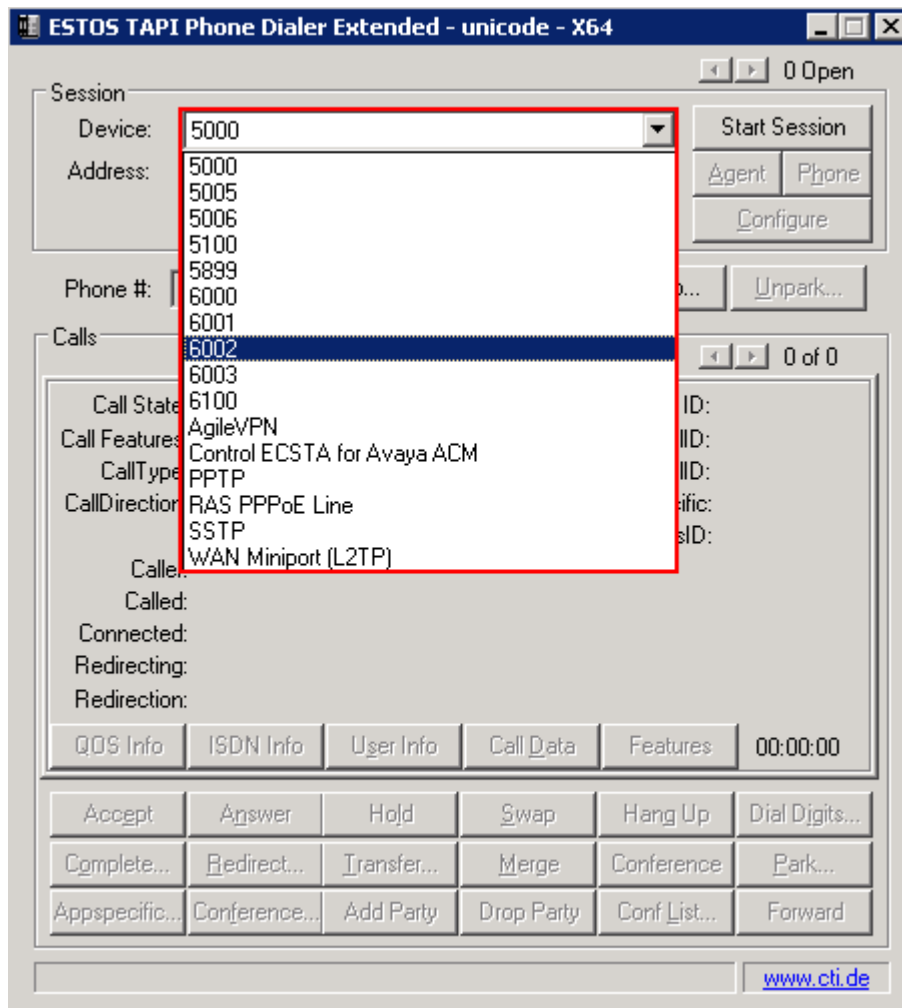 ESTOS TAPI Phone Dialer Extended - unicode - X64
0 Open
Session
Device: 5000 Start Session
Address: 5000 Agent Phone
5005
5006 Configure
5100
5899
Phone #: 6000 ... Unpark...
6001
Calls 6002 0 of 0
6003
Call State 6100 ID:
AgileVPN
Call Features Control ECSTA for Avaya ACM llID:
CallType PPTP llID:
CallDirection RAS PPPoE Line ific:
SSTP sID:
WAN Miniport (L2TP)
Caller:
Called:
Connected:
Redirecting:
Redirection:
QOS Info ISDN Info User Info Call Data Features 00:00:00
Accept Answer Hold Swap Hang Up Dial Digits...
Complete... Redirect... Transfer... Merge Conference Park...
Appspecific... Conference... Add Party Drop Party Conf List... Forward
www.cti.de